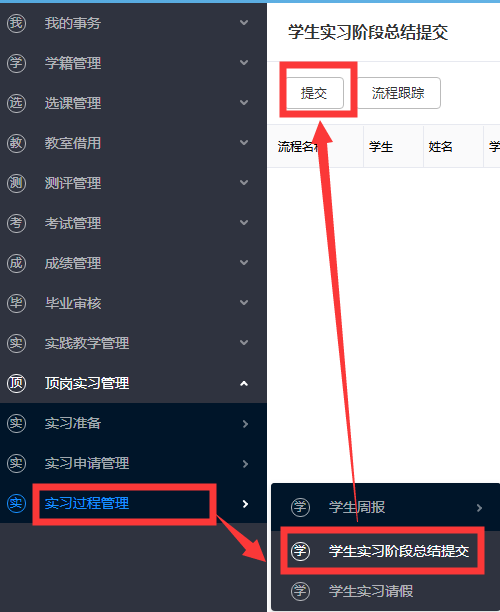 我 我的事务
学 学籍管理
选 选课管理
教 教室借用
测 测评管理
考 考试管理
成 成绩管理
毕 毕业审核
实 实践教学管理
顶 顶岗实习管理
实 实习准备
实 实习申请管理
实 实习过程管理
学生实习阶段总结提交
提交 流程跟踪
流程名 学生 姓名 学
学 学生周报
学 学生实习阶段总结提交
学 学生实习请假